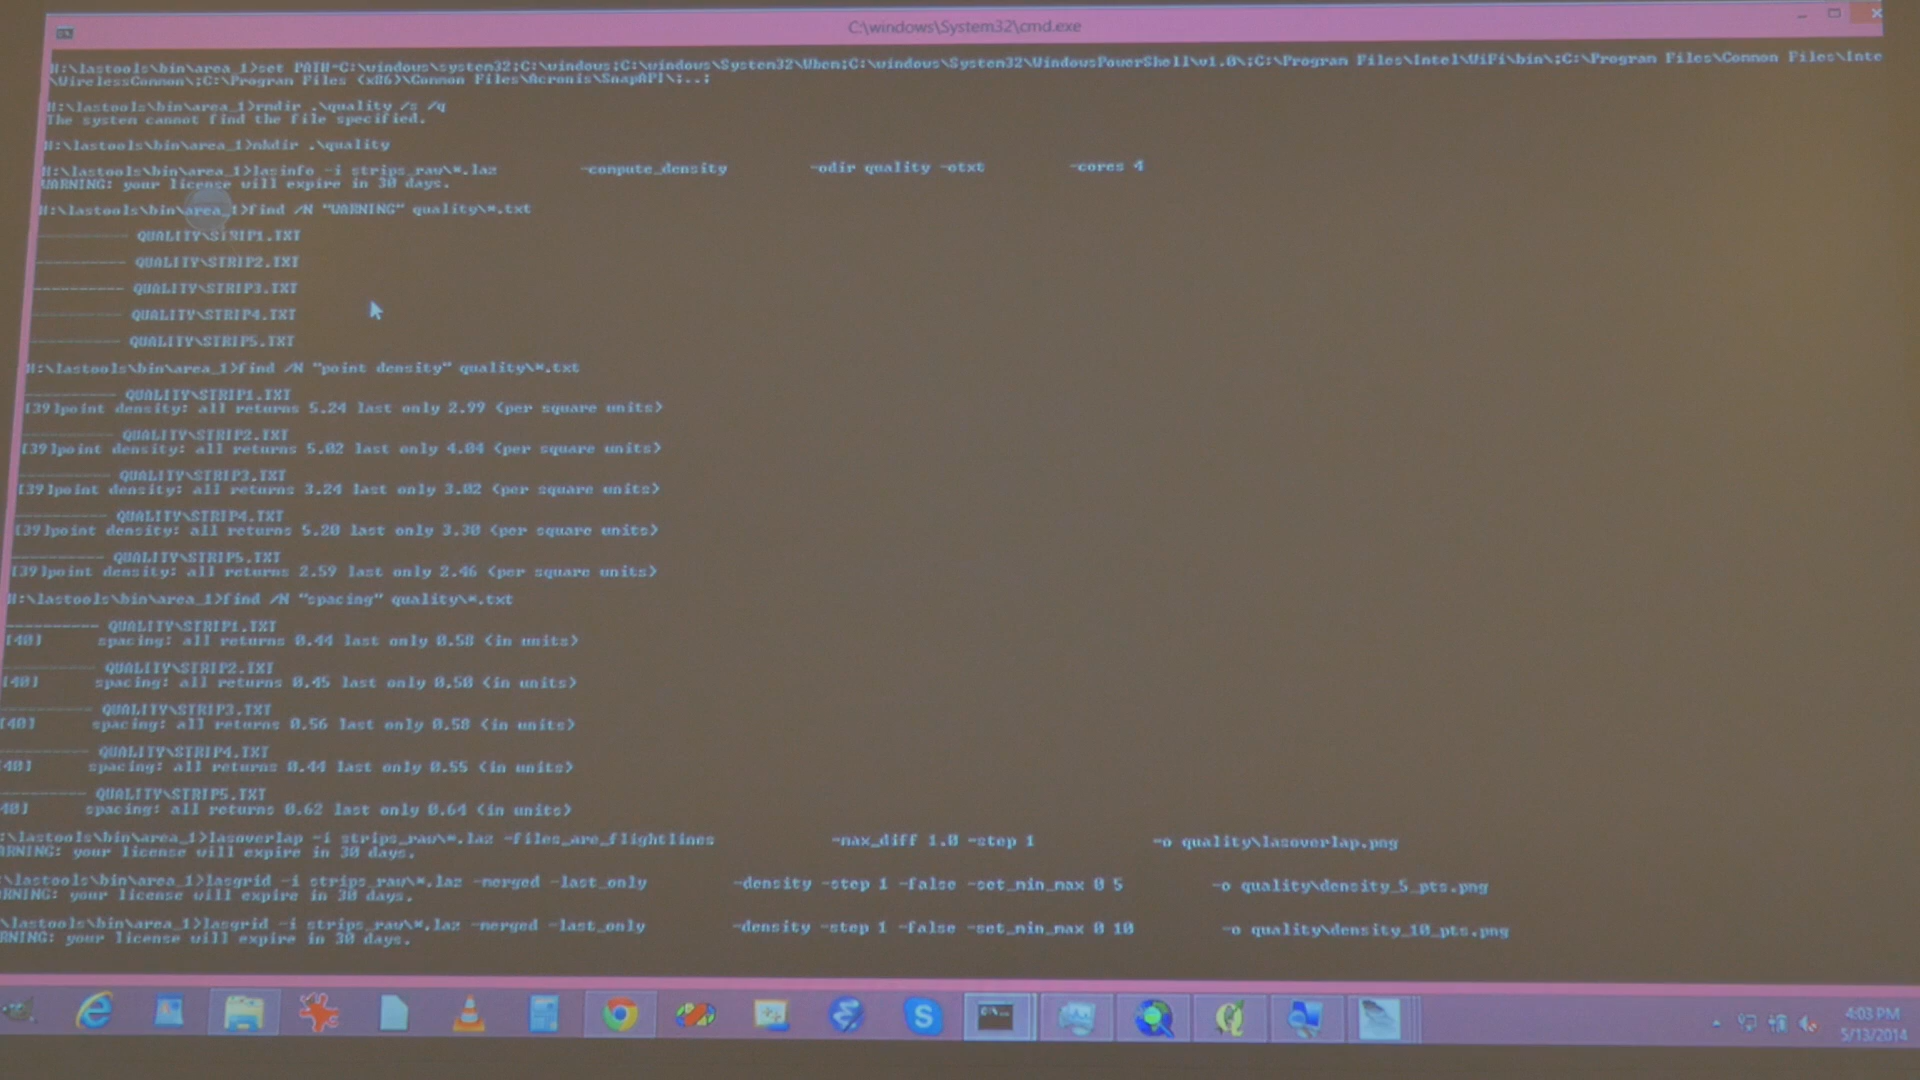 C:\windows\System32\cmd.exe
H:\lastools\bin\area_1>set PATH=C:\windows\system32;C:\windows;C:\windows\System32\Wbem;C:\windows\System32\WindowsPowerShell\v1.0\;C:\Program Files\Intel\WiFi\bin\;C:\Program Files\Common Files\Inte
\WirelessCommon\;C:\Program Files (x86)\Common Files\Acronis\SnapAPI\;..;
H:\lastools\bin\area_1>rmdir .\quality /s /q
The system cannot find the file specified.
H:\lastools\bin\area_1>mkdir .\quality
H:\lastools\bin\area_1>lasinfo -i strips_raw\*.laz -compute_density -odir quality -otxt -cores 4
WARNING: your license will expire in 30 days.
H:\lastools\bin\area_1>find /N "WARNING" quality\*.txt
---------- QUALITY\STRIP1.TXT
---------- QUALITY\STRIP2.TXT
---------- QUALITY\STRIP3.TXT
---------- QUALITY\STRIP4.TXT
---------- QUALITY\STRIP5.TXT
H:\lastools\bin\area_1>find /N "point density" quality\*.txt
---------- QUALITY\STRIP1.TXT
[39]point density: all returns 5.24 last only 2.99 (per square units)
---------- QUALITY\STRIP2.TXT
[39]point density: all returns 5.02 last only 4.04 (per square units)
---------- QUALITY\STRIP3.TXT
[39]point density: all returns 3.24 last only 3.02 (per square units)
---------- QUALITY\STRIP4.TXT
[39]point density: all returns 5.20 last only 3.30 (per square units)
---------- QUALITY\STRIP5.TXT
[39]point density: all returns 2.59 last only 2.46 (per square units)
H:\lastools\bin\area_1>find /N "spacing" quality\*.txt
---------- QUALITY\STRIP1.TXT
[40] spacing: all returns 0.44 last only 0.58 (in units)
---------- QUALITY\STRIP2.TXT
[40] spacing: all returns 0.45 last only 0.50 (in units)
---------- QUALITY\STRIP3.TXT
[40] spacing: all returns 0.56 last only 0.58 (in units)
---------- QUALITY\STRIP4.TXT
[40] spacing: all returns 0.44 last only 0.55 (in units)
---------- QUALITY\STRIP5.TXT
40] spacing: all returns 0.62 last only 0.64 (in units)
:\lastools\bin\area_1>lasoverlap -i strips_raw\*.laz -files_are_flightlines -max_diff 1.0 -step 1 -o quality\lasoverlap.png
ARNING: your license will expire in 30 days.
:\lastools\bin\area_1>lasgrid -i strips_raw\*.laz -merged -last_only -density -step 1 -false -set_min_max 0 5 -o quality\density_5_pts.png
RNING: your license will expire in 30 days.
\lastools\bin\area_1>lasgrid -i strips_raw\*.laz -merged -last_only -density -step 1 -false -set_min_max 0 10 -o quality\density_10_pts.png
RNING: your license will expire in 30 days.
4:03 PM
5/13/2014